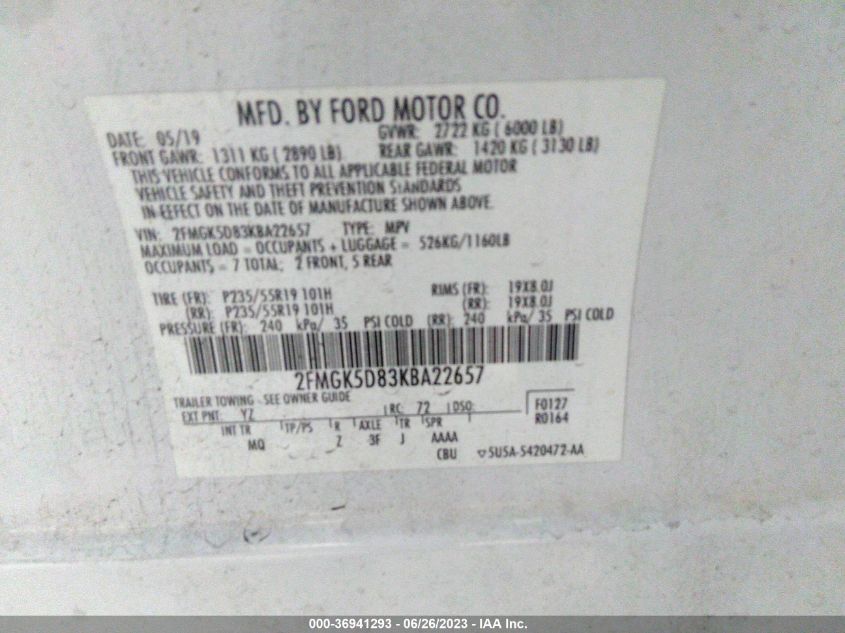 MFD. BY FORD MOTOR CO.
DATE: 05/19 GVWR: 2722 KG ( 6000 LB)
FRONT GAWR: 1311 KG ( 2890 LB) REAR GAWR: 1420 KG ( 3130 LB)
THIS VEHICLE CONFORMS TO ALL APPLICABLE FEDERAL MOTOR
VEHICLE SAFETY AND THEFT PREVENTION STANDARDS
IN EFFECT ON THE DATE OF MANUFACTURE SHOWN ABOVE.
VIN: 2FMGK5D83KBA22657 TYPE: MPV
MAXIMUM LOAD = OCCUPANTS + LUGGAGE = 526KG/1160LB
OCCUPANTS = 7 TOTAL; 2 FRONT, 5 REAR
TIRE (FR): P235/55R19 101H RIMS (FR): 19X8.0J
(RR): P235/55R19 101H (RR): 19X8.0J
PRESSURE (FR): 240 kPa/ 35 PSI COLD (RR): 240 kPa/ 35 PSI COLD
2FMGK5D83KBA22657
TRAILER TOWING - SEE OWNER GUIDE
EXT PNT: YZ RC: 72 DSO: F0127
R0164
INT TR TP/PS R AXLE TR SPR
MQ Z 3F J AAAA
CBU ▽5U5A-5420472-AA
000-36941293 - 06/26/2023 - IAA Inc.